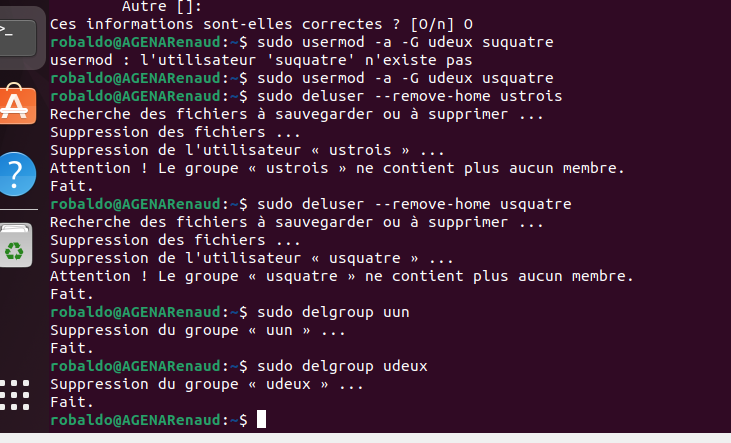 Autre []:
Ces informations sont-elles correctes ? [O/n] O
robaldo@AGENARenaud:~$ sudo usermod -a -G udeux suquatre
usermod : l'utilisateur 'suquatre' n'existe pas
robaldo@AGENARenaud:~$ sudo usermod -a -G udeux usquatre
robaldo@AGENARenaud:~$ sudo deluser --remove-home ustrois
Recherche des fichiers à sauvegarder ou à supprimer ...
Suppression des fichiers ...
Suppression de l'utilisateur « ustrois » ...
Attention ! Le groupe « ustrois » ne contient plus aucun membre.
Fait.
robaldo@AGENARenaud:~$ sudo deluser --remove-home usquatre
Recherche des fichiers à sauvegarder ou à supprimer ...
Suppression des fichiers ...
Suppression de l'utilisateur « usquatre » ...
Attention ! Le groupe « usquatre » ne contient plus aucun membre.
Fait.
robaldo@AGENARenaud:~$ sudo delgroup uun
Suppression du groupe « uun » ...
Fait.
robaldo@AGENARenaud:~$ sudo delgroup udeux
Suppression du groupe « udeux » ...
Fait.
robaldo@AGENARenaud:~$